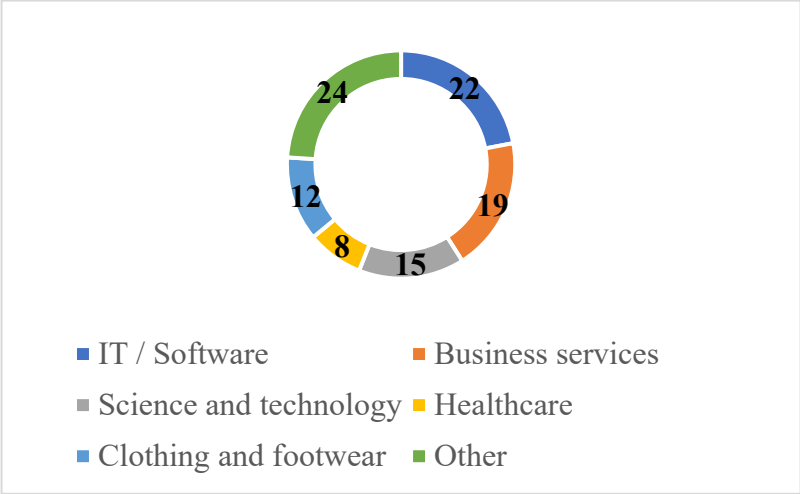 24
22
12
19
8
15
IT / Software
Business services
Science and technology
Healthcare
Clothing and footwear
Other